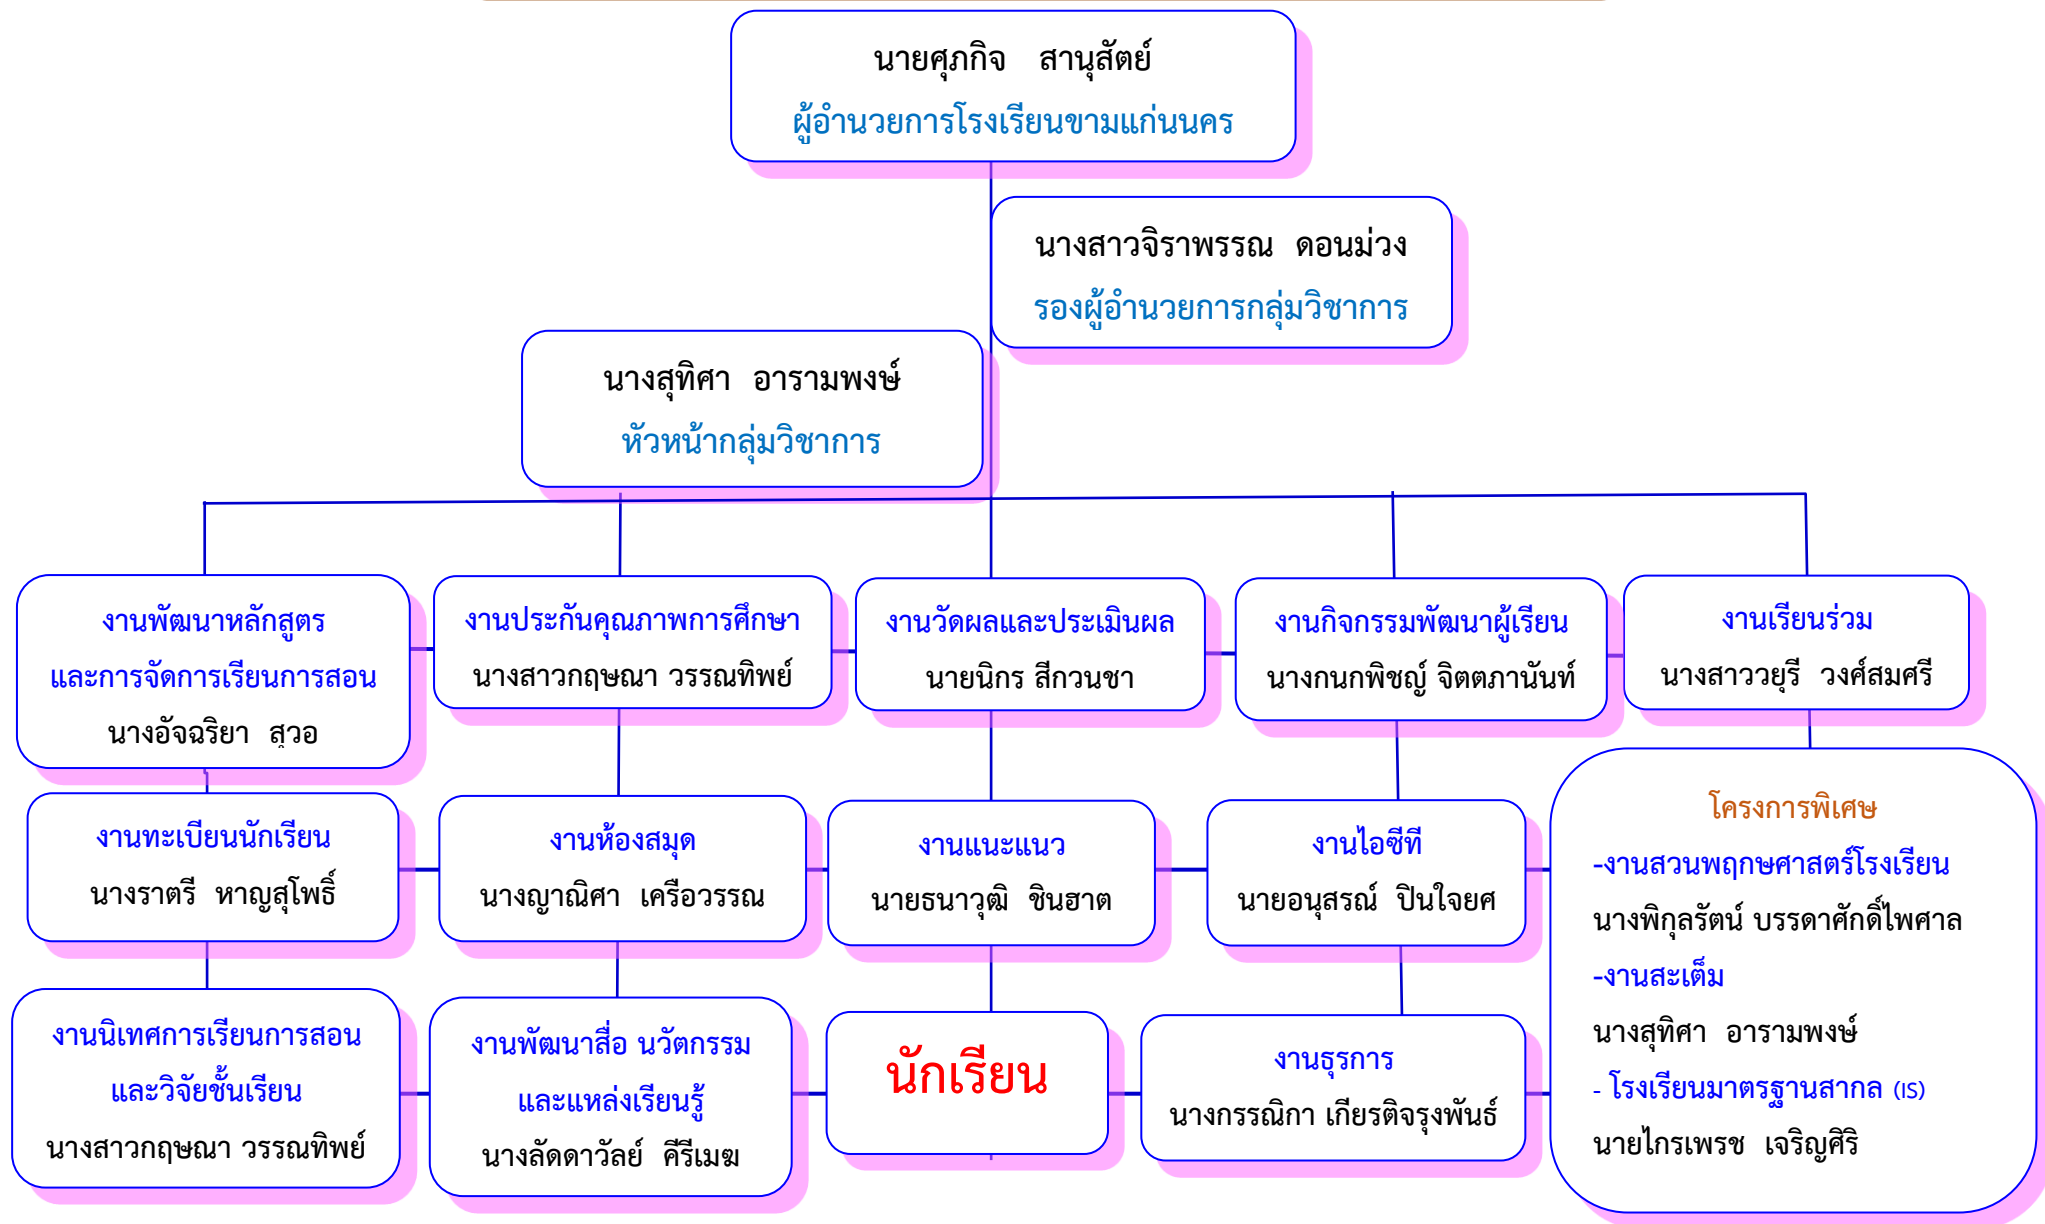 นายศุภกิจ สานุสัตย์
ผู้อำนวยการโรงเรียนขามแก่นนคร
นางสาวจิราพรรณ ดอนม่วง
รองผู้อำนวยการกลุ่มวิชาการ
นางสุทิศา อารามพงษ์
หัวหน้ากลุ่มวิชาการ
งานพัฒนาหลักสูตร
และการจัดการเรียนการสอน
นางอัจฉริยา สุวอ
งานประกันคุณภาพการศึกษา
นางสาวกฤษณา วรรณทิพย์
งานวัดผลและประเมินผล
นายนิกร สีกวนชา
งานกิจกรรมพัฒนาผู้เรียน
นางกนกพิชญ์ จิตตภานันท์
งานเรียนร่วม
นางสาววยุรี วงศ์สมศรี
งานทะเบียนนักเรียน
นางราตรี หาญสุโพธิ์
งานห้องสมุด
นางญาณิศา เครือวรรณ
งานแนะแนว
นายธนาวุฒิ ชินฮาต
งานไอซีที
นายอนุสรณ์ ปินใจยศ
โครงการพิเศษ
-งานสวนพฤกษศาสตร์โรงเรียน
นางพิกุลรัตน์ บรรดาศักดิ์ไพศาล
-งานสะเต็ม
นางสุทิศา อารามพงษ์
- โรงเรียนมาตรฐานสากล (IS)
นายไกรเพรช เจริญศิริ
งานนิเทศการเรียนการสอน
และวิจัยชั้นเรียน
นางสาวกฤษณา วรรณทิพย์
งานพัฒนาสื่อ นวัตกรรม
และแหล่งเรียนรู้
นางลัดดาวัลย์ คีรีเมฆ
นักเรียน
งานธุรการ
นางกรรณิกา เกียรติจรุงพันธ์